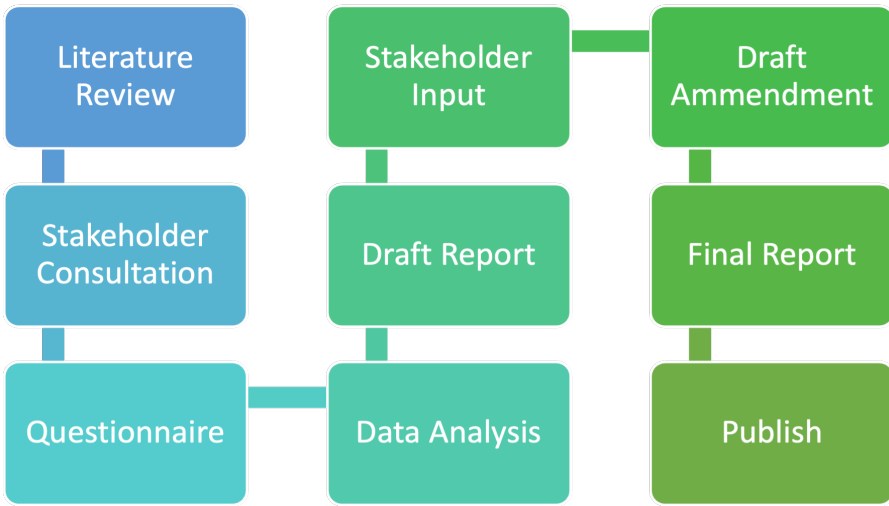 Literature
Review
Stakeholder
Consultation
Questionnaire
Data Analysis
Draft Report
Stakeholder
Input
Draft
Ammendment
Final Report
Publish